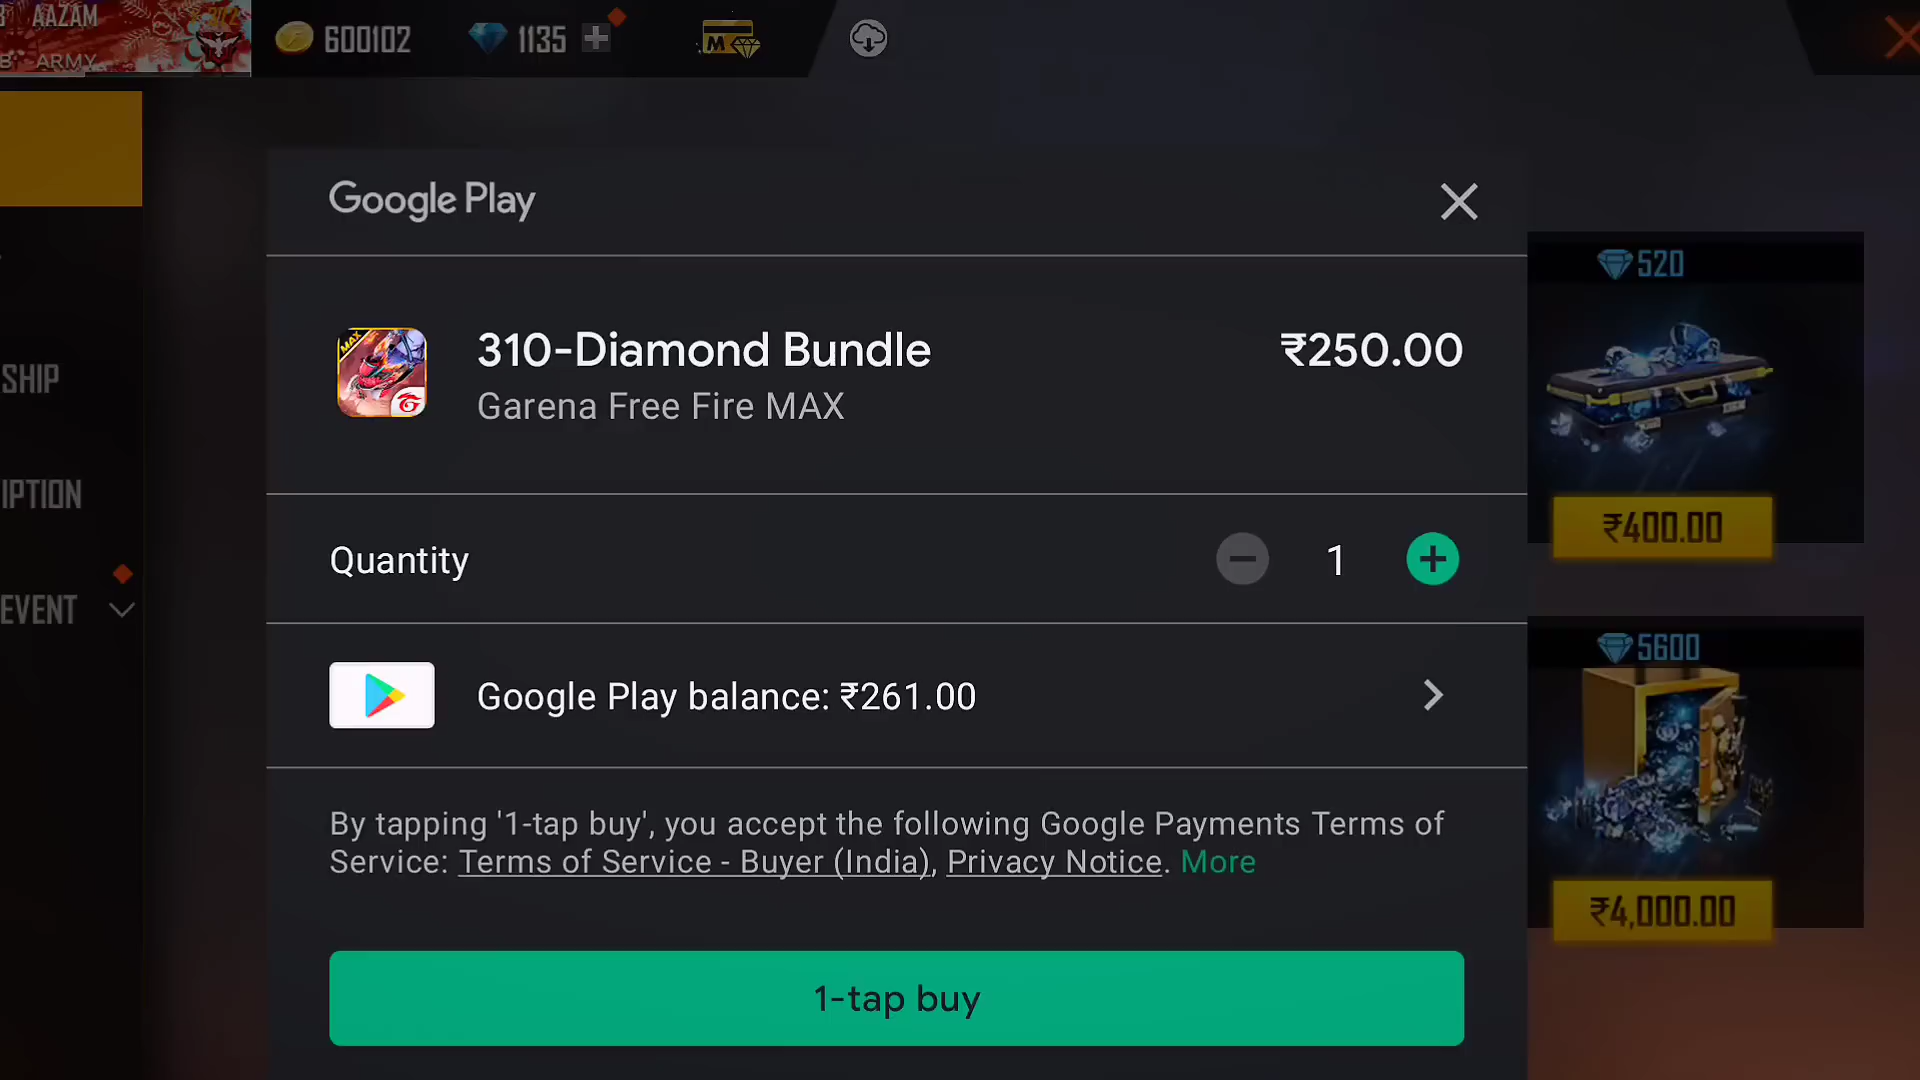 AAZAM
ARMY
600102
1135
M
Google Play
310-Diamond Bundle
₹250.00
MAX
Garena Free Fire MAX
Quantity
1
Google Play balance: ₹261.00
By tapping '1-tap buy', you accept the following Google Payments Terms of
Service: Terms of Service - Buyer (India), Privacy Notice. More
1-tap buy
SHIP
IPTION
EVENT
520
₹400.00
5600
₹4,000.00